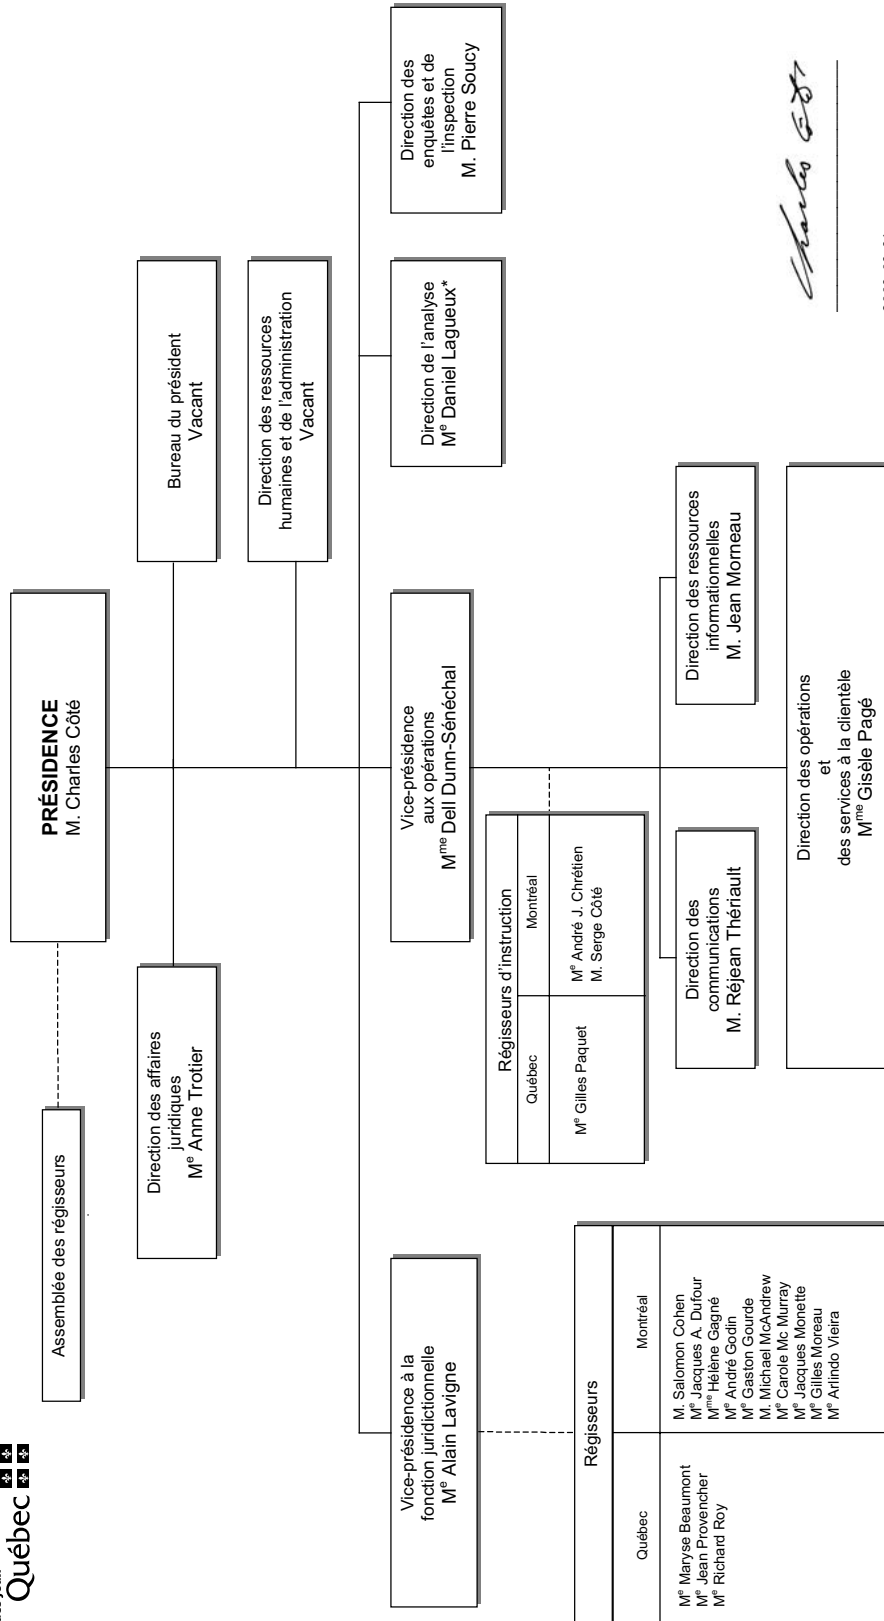 Québec
PRÉSIDENCE
M. Charles Côté
Assemblée des régisseurs
Bureau du président
Vacant
Direction des affaires
juridiques
Mᵉ Anne Trotier
Direction des ressources
humaines et de l'administration
Vacant
Vice-présidence à la
fonction juridictionnelle
Mᵉ Alain Lavigne
Vice-présidence
aux opérations
Mᵐᵉ Dell Dunn-Sénéchal
Direction de l'analyse
Mᵉ Daniel Lagueux*
Direction des
enquêtes et de
l'inspection
M. Pierre Soucy
Régisseurs d'instruction
Québec
Montréal
Mᵉ Gilles Paquet
Mᵉ André J. Chrétien
M. Serge Côté
Régisseurs
Québec
Montréal
Mᵉ Maryse Beaumont
Mᵉ Jean Provencher
Mᵉ Richard Roy
M. Salomon Cohen
Mᵉ Jacques A. Dufour
Mᵐᵉ Hélène Gagné
Mᵉ André Godin
Mᵉ Gaston Gourde
M. Michael McAndrew
Mᵉ Carole Mc Murray
Mᵉ Jacques Monette
Mᵉ Gilles Moreau
Mᵉ Arlindo Vieira
Direction des
communications
M. Réjean Thériault
Direction des ressources
informationnelles
M. Jean Morneau
Direction des opérations
et
des services à la clientèle
Mᵐᵉ Gisèle Pagé
Charles Côté